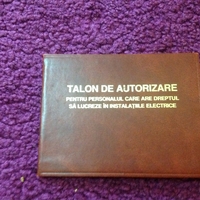 TALON DE AUTORIZARE
PENTRU PERSONALUL CARE ARE DREPTUL
SĂ LUCREZE ÎN INSTALAȚIILE ELECTRICE